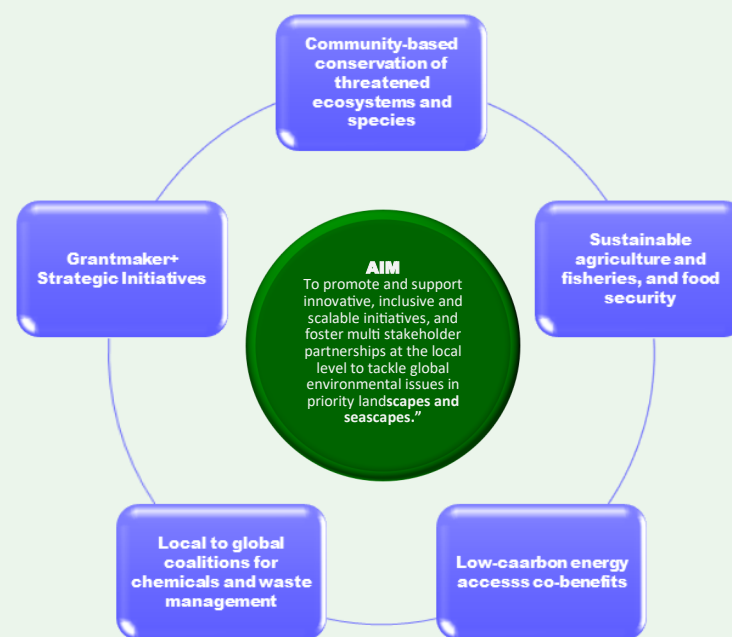 Community-based
conservation of
threatened
ecosystems and
species
Grantmaker+
Strategic Initiatives
Sustainable
agriculture and
fisheries, and food
security
AIM
To promote and support
innovative, inclusive and
scalable initiatives, and
foster multi stakeholder
partnerships at the local
level to tackle global
environmental issues in
priority landscapes and
seascapes.”
Local to global
coalitions for
chemicals and waste
management
Low-caarbon energy
accesss co-benefits